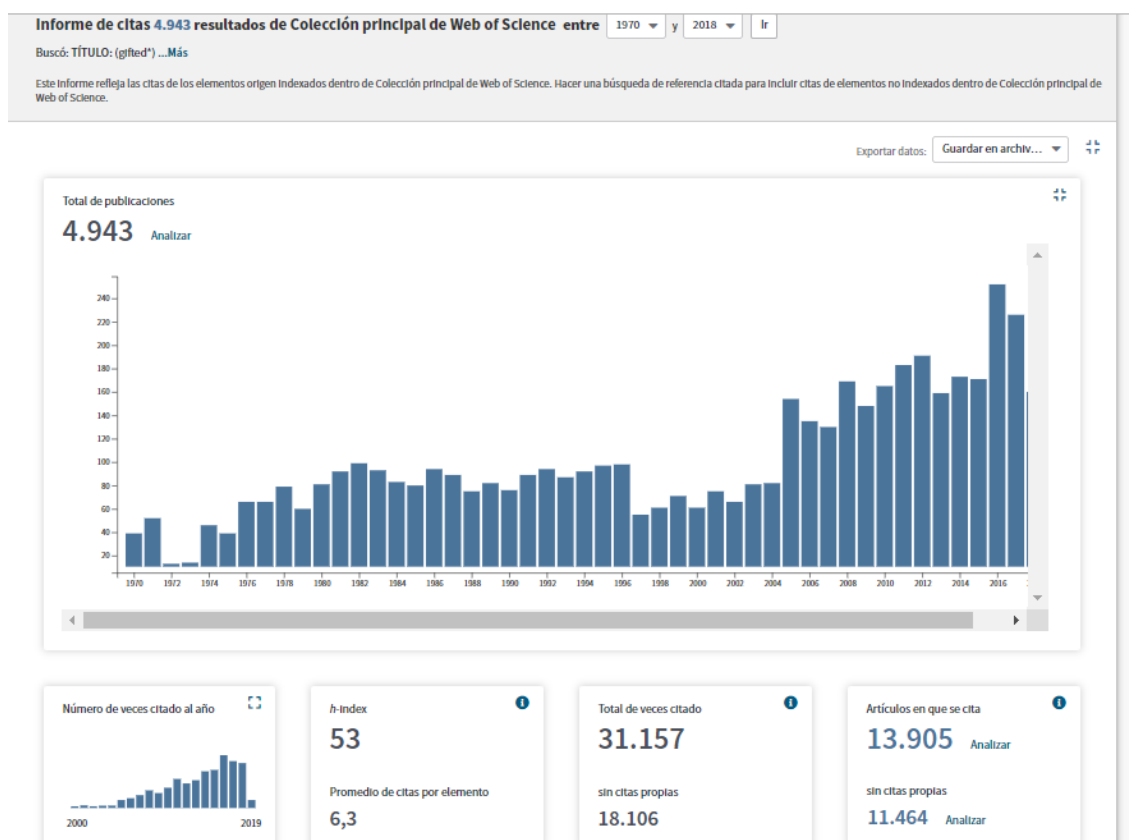 Informe de citas 4.943 resultados de Colección principal de Web of Science entre 1970 y 2018 Ir
Buscó: TÍTULO: (gifted*) ...Más
Este informe refleja las citas de los elementos origen indexados dentro de Colección principal de Web of Science. Hacer una búsqueda de referencia citada para incluir citas de elementos no indexados dentro de Colección principal de
Web of Science.
Exportar datos: Guardar en archiv...
Total de publicaciones
4.943 Analizar
240
220
200
180
160
140
120
100
80
60
40
20
1970 1972 1974 1976 1978 1980 1982 1984 1986 1988 1990 1992 1994 1996 1998 2000 2002 2004 2006 2008 2010 2012 2014 2016
Número de veces citado al año
2000 2019
h-index
53
Promedio de citas por elemento
6,3
Total de veces citado
31.157
sin citas propias
18.106
Artículos en que se cita
13.905 Analizar
sin citas propias
11.464 Analizar